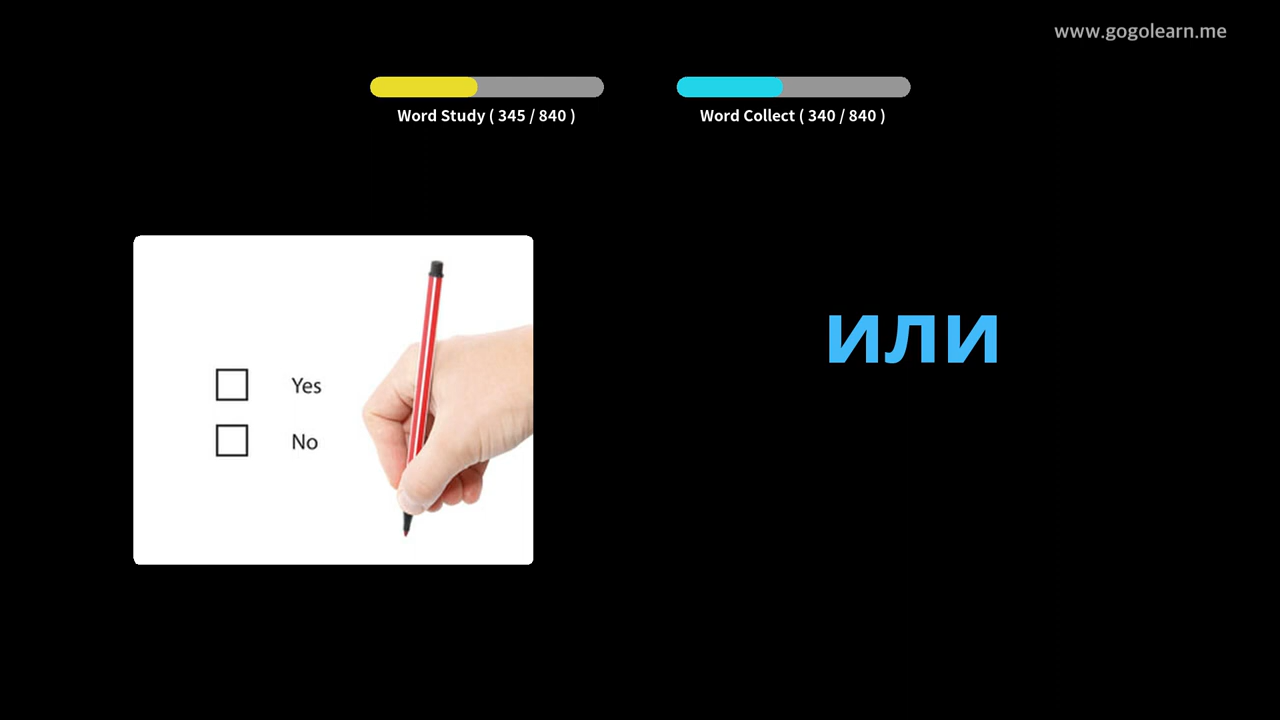 www.gogolearn.me
Word Study ( 345 / 840 )
Word Collect ( 340 / 840 )
или
Yes
No